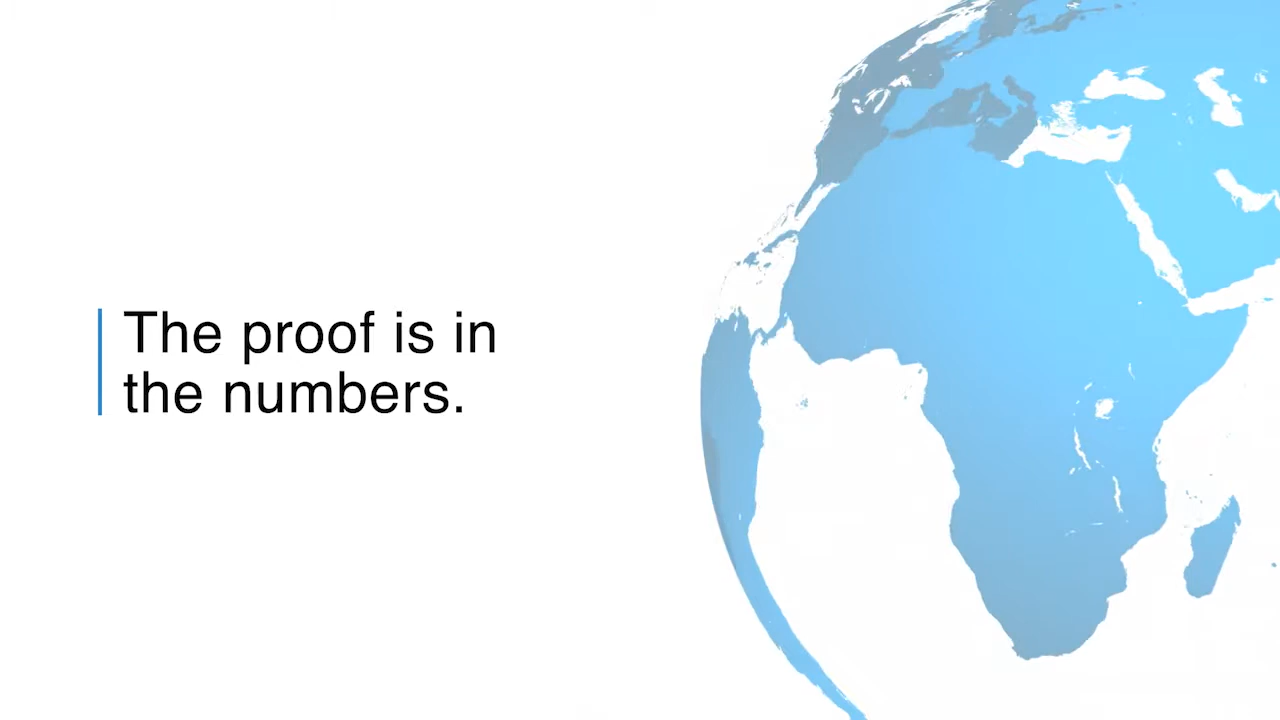 The proof is in
the numbers.